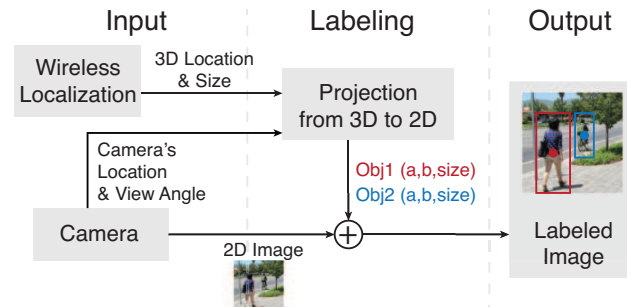 Input
Labeling
Output
Wireless
Localization
3D Location
& Size
Projection
from 3D to 2D
Camera's
Location
& View Angle
Obj1 (a,b,size)
Obj2 (a,b,size)
Camera
2D Image
Labeled
Image